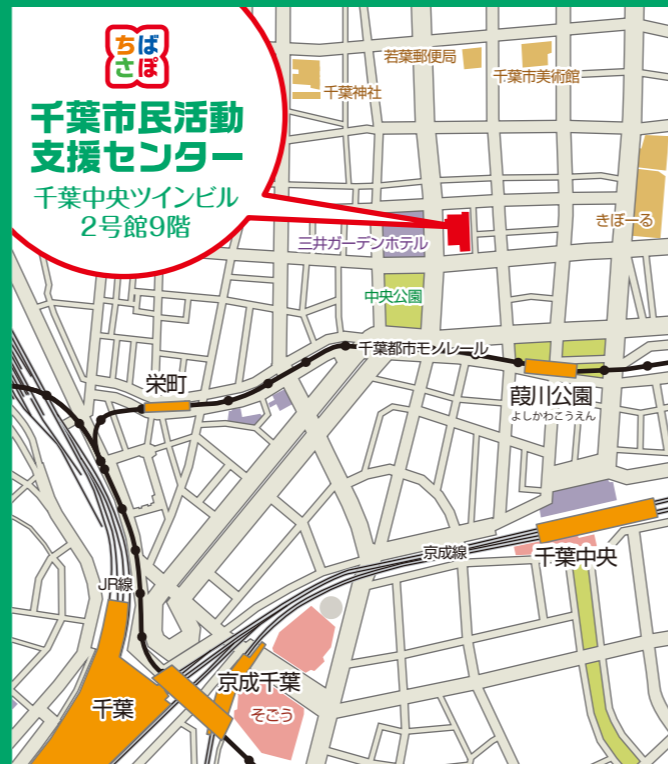 ちば
さぽ
千葉市民活動
支援センター
千葉中央ツインビル
2号館9階
若葉郵便局
千葉市美術館
千葉神社
きぼーる
三井ガーデンホテル
中央公園
千葉都市モノレール
栄町
葭川公園
よしかわこうえん
京成線
千葉中央
JR線
京成千葉
千葉
そごう